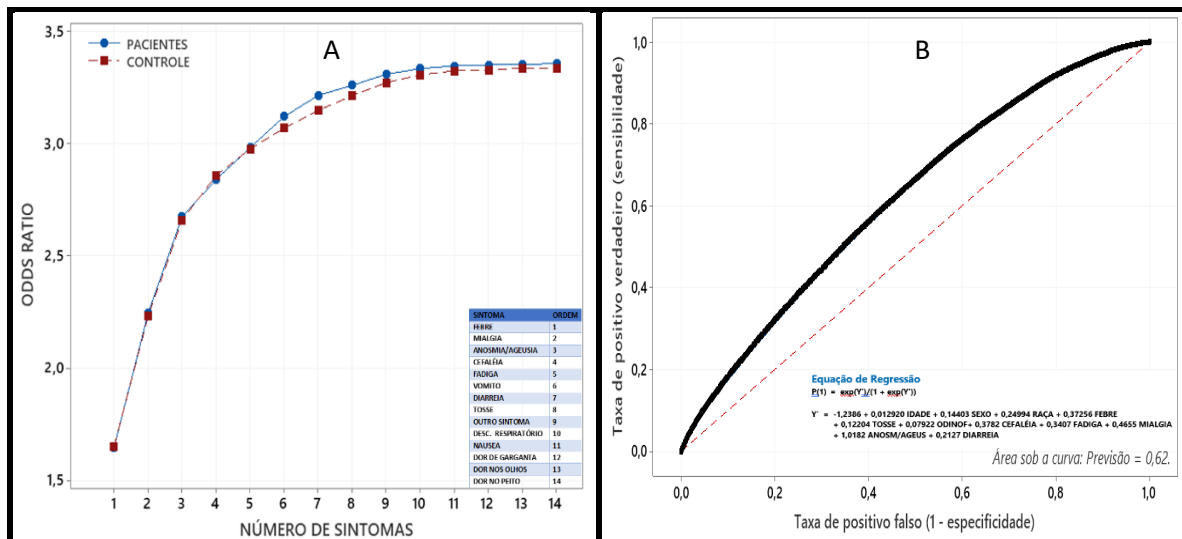 A
PACIENTES
CONTROLE
ODDS RATIO
3,5
3,0
2,5
2,0
1,5
1 2 3 4 5 6 7 8 9 10 11 12 13 14
NÚMERO DE SINTOMAS
SINTOMA ORDEM
FEBRE 1
MIALGIA 2
ANOSMIA/AGEUSIA 3
CEFALÉIA 4
FADIGA 5
VOMITO 6
DIARREIA 7
TOSSE 8
OUTRO SINTOMA 9
DESC. RESPIRATÓRIO 10
NAUSEA 11
DOR DE GARGANTA 12
DOR NOS OLHOS 13
DOR NO PEITO 14
B
Taxa de positivo verdadeiro (sensibilidade)
1,0
0,8
0,6
0,4
0,2
0,0
0,0 0,2 0,4 0,6 0,8 1,0
Taxa de positivo falso (1 - especificidade)
Equação de Regressão
P(1) = exp(Y')/(1 + exp(Y'))
Y' = -1,2386 + 0,012920 IDADE + 0,14403 SEXO + 0,24994 RAÇA + 0,37256 FEBRE
+ 0,12204 TOSSE + 0,07922 ODINOF+ 0,3782 CEFALÉIA + 0,3407 FADIGA + 0,4655 MIALGIA
+ 1,0182 ANOSM/AGEUS + 0,2127 DIARREIA
Área sob a curva: Previsão = 0,62.